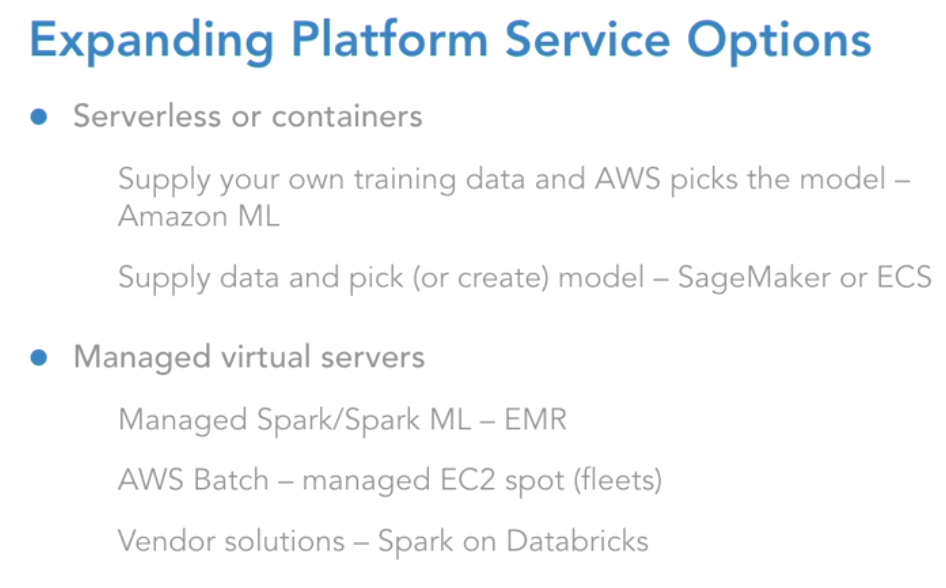 Expanding Platform Service Options
● Serverless or containers
Supply your own training data and AWS picks the model –
Amazon ML
Supply data and pick (or create) model – SageMaker or ECS
● Managed virtual servers
Managed Spark/Spark ML – EMR
AWS Batch – managed EC2 spot (fleets)
Vendor solutions – Spark on Databricks